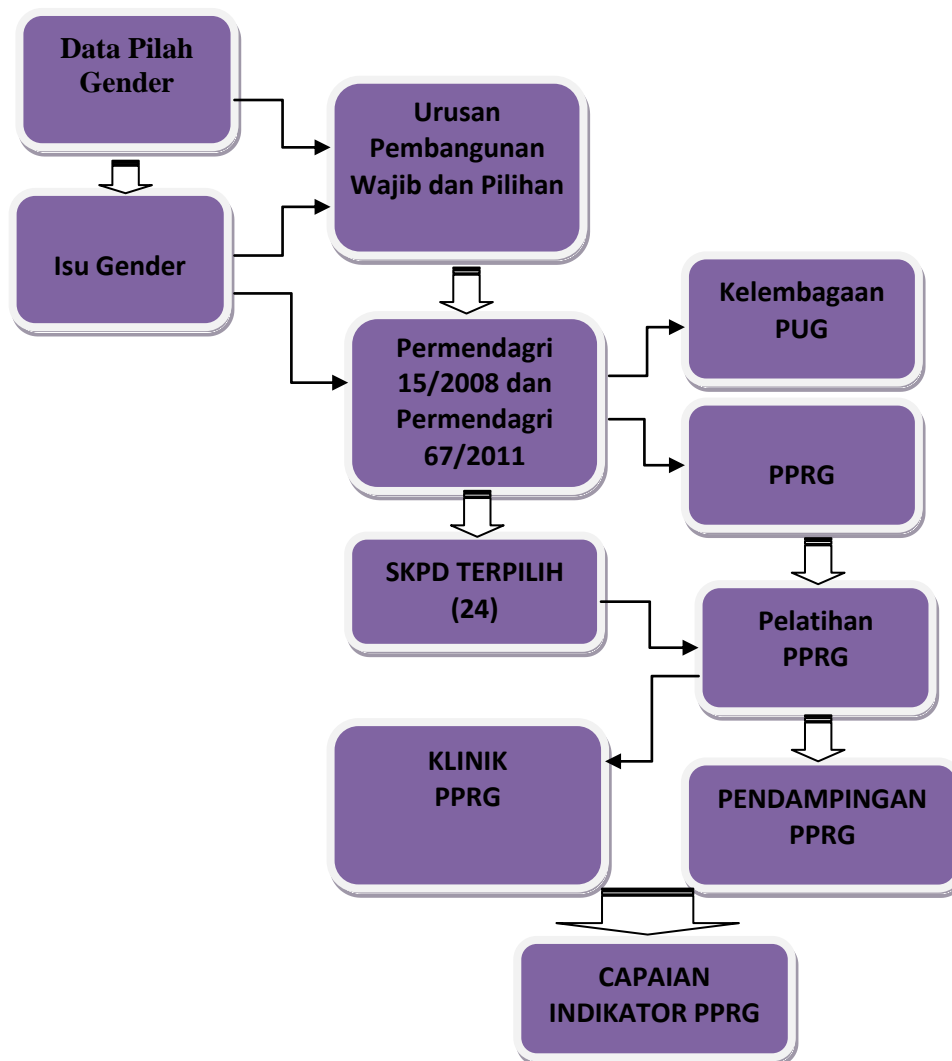 Data Pilah
Gender
Urusan
Pembangunan
Wajib dan Pilihan
Isu Gender
Kelembagaan
PUG
Permendagri
15/2008 dan
Permendagri
67/2011
PPRG
SKPD TERPILIH
(24)
Pelatihan
PPRG
KLINIK
PPRG
PENDAMPINGAN
PPRG
CAPAIAN
INDIKATOR PPRG